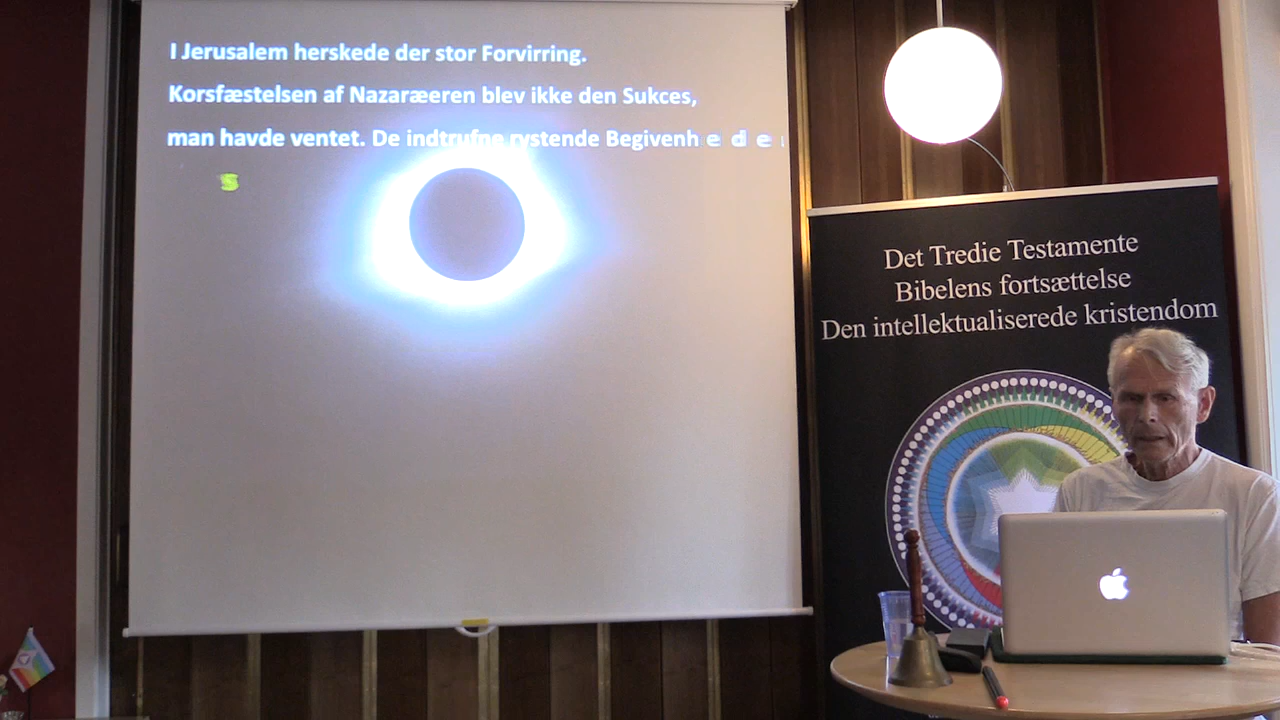 I Jerusalem herskede der stor Forvirring.
Korsfæstelsen af Nazaræeren blev ikke den Sukces,
man havde ventet. De indtrufne rystende Begivenh e d e
s
Det Tredie Testamente
Bibelens fortsættelse
Den intellektualiserede kristendom